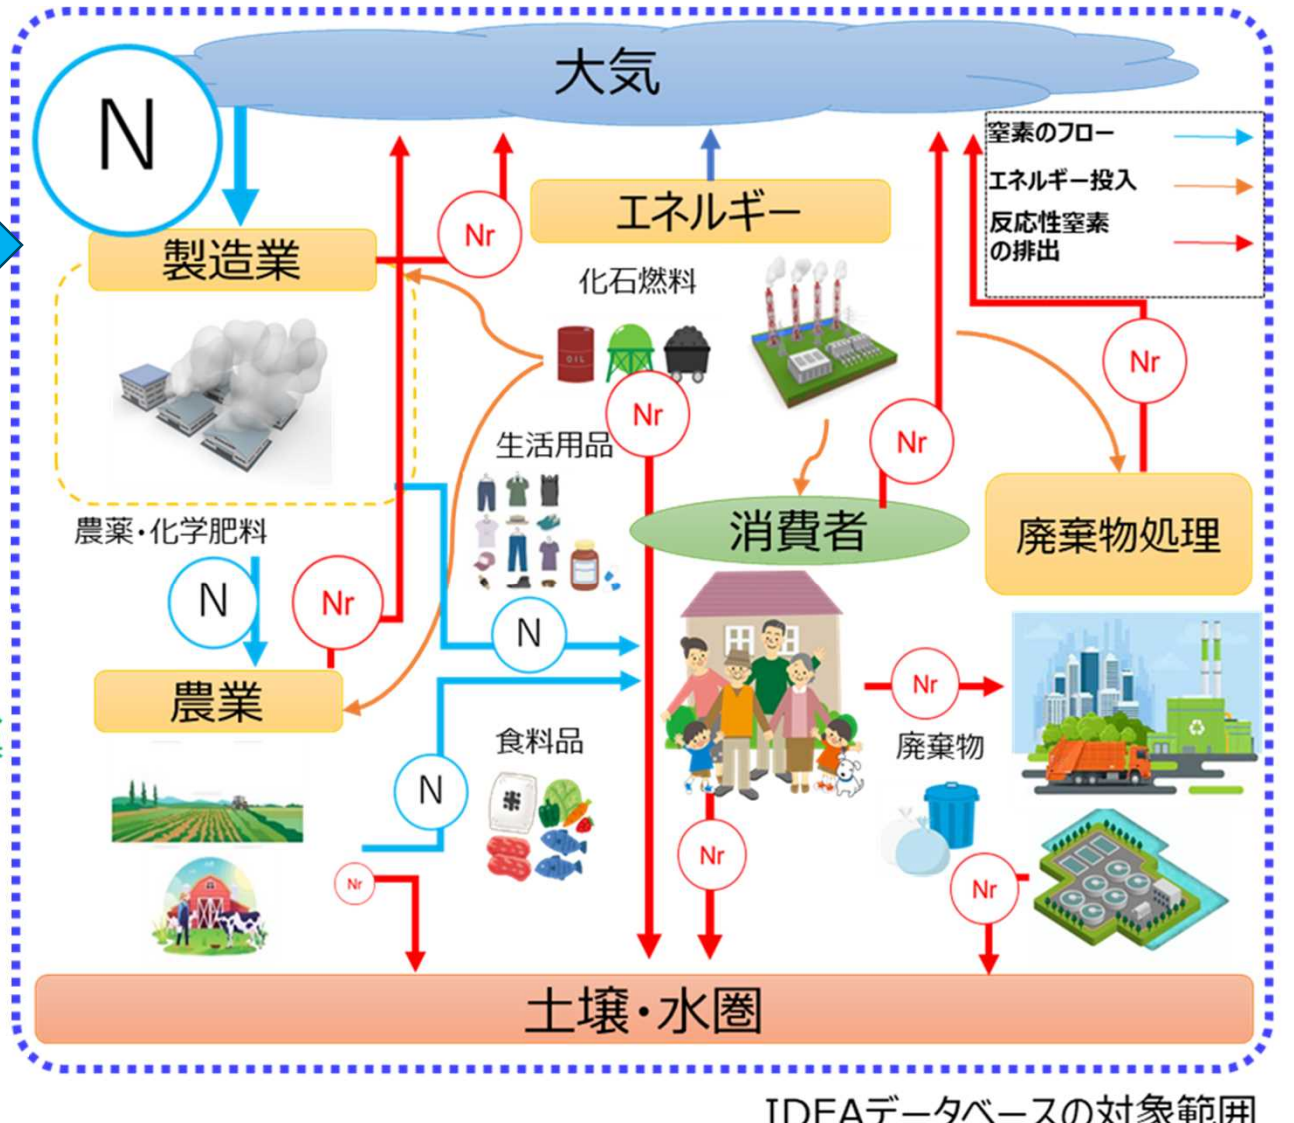 大気
N
窒素のフロー
エネルギー投入
反応性窒素
の排出
エネルギー
Nr
製造業
化石燃料
OIL
Nr
Nr
Nr
生活用品
農薬・化学肥料
消費者
廃棄物処理
N
Nr
N
Nr
農業
食料品
廃棄物
N
Nr
Nr
Nr
土壌・水圏
IDEAデータベースの対象範囲